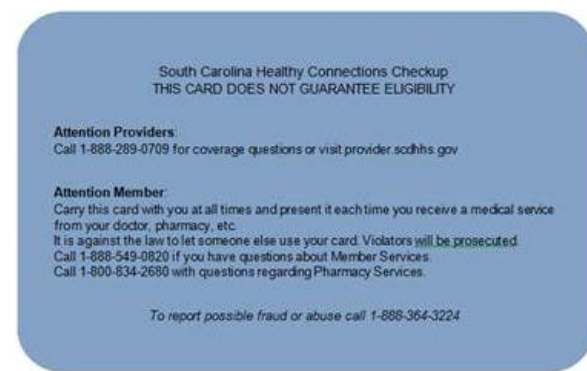 South Carolina Healthy Connections Checkup
THIS CARD DOES NOT GUARANTEE ELIGIBILITY
Attention Providers:
Call 1-888-289-0709 for coverage questions or visit provider.scdhhs.gov
Attention Member:
Carry this card with you at all times and present it each time you receive a medical service
from your doctor, pharmacy, etc.
It is against the law to let someone else use your card. Violators will be prosecuted.
Call 1-888-549-0820 if you have questions about Member Services.
Call 1-800-834-2680 with questions regarding Pharmacy Services.
To report possible fraud or abuse call 1-888-364-3224